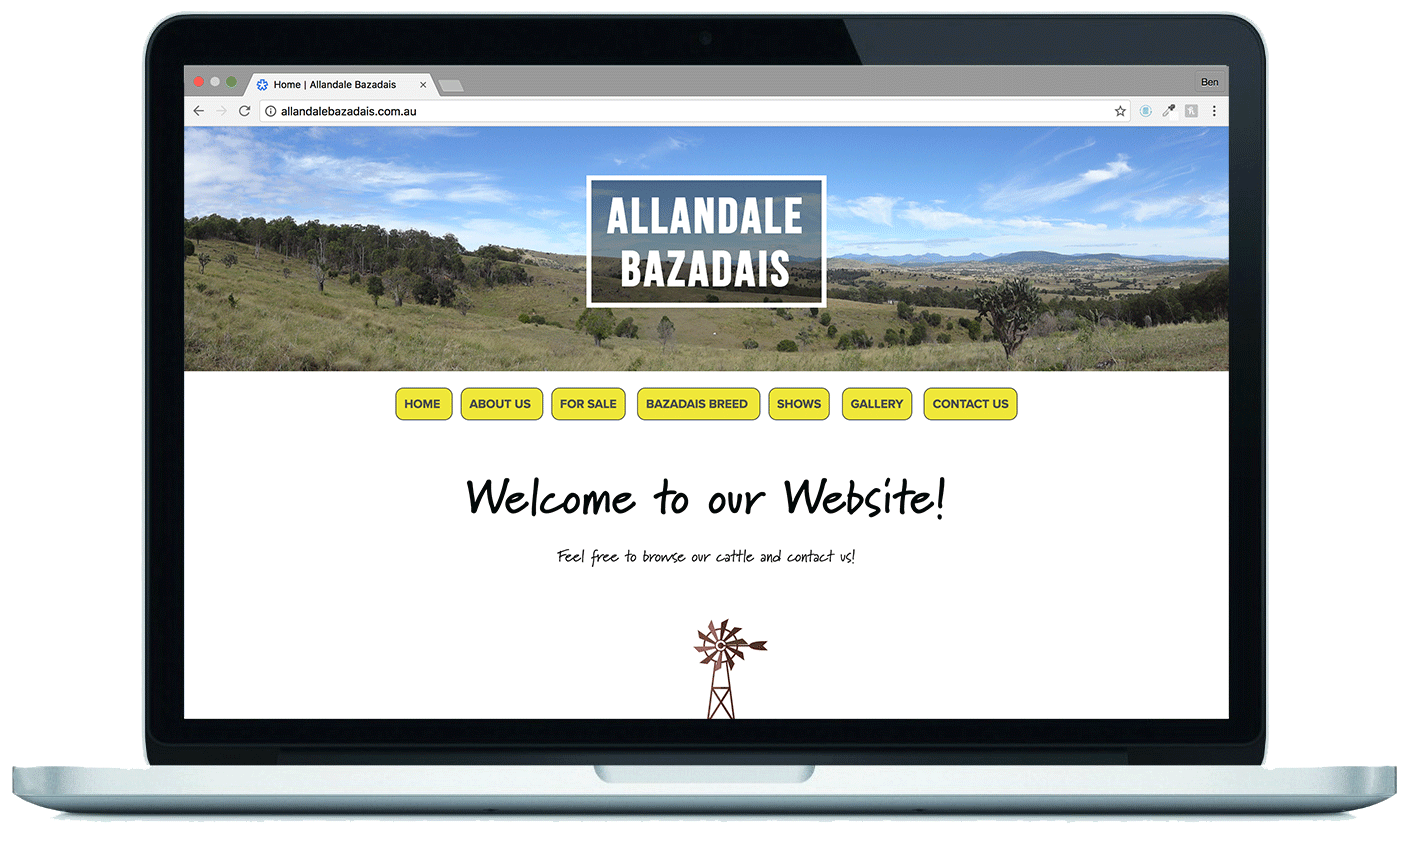 Home | Allandale Bazadais
Ben
allandalebazadais.com.au
ALLANDALE
BAZADAIS
HOME
ABOUT US
FOR SALE
BAZADAIS BREED
SHOWS
GALLERY
CONTACT US
Welcome to our Website!
Feel free to browse our cattle and contact us!